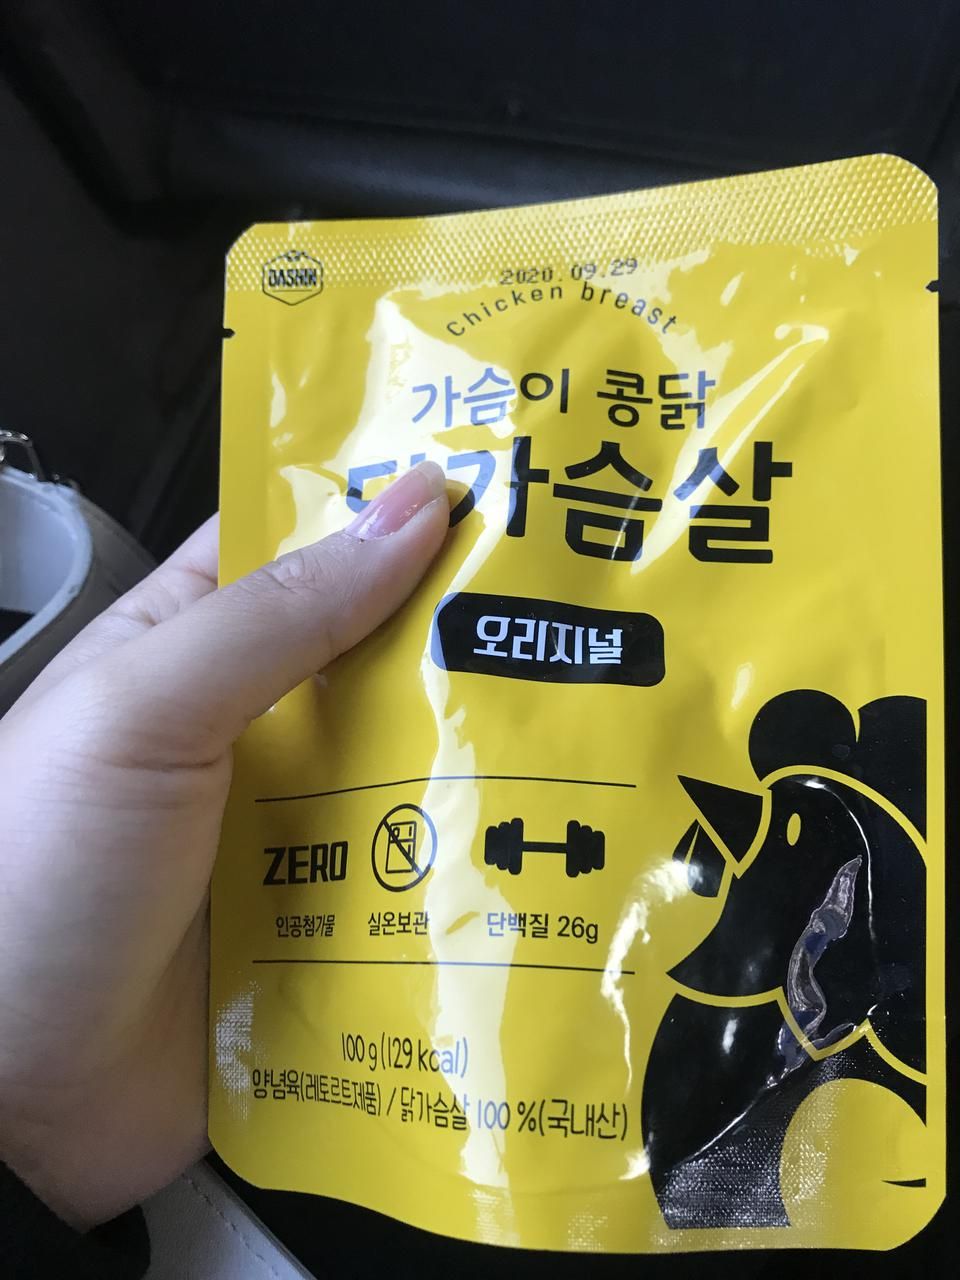 DASHIN
2020.09.29
Chicken breast
가슴이 콩닭
가슴살
오리지널
ZERO
인공첨가물 실온보관 단백질 26g
100g(129 kcal)
양념육(레토르트제품) / 닭가슴살 100%(국내산)